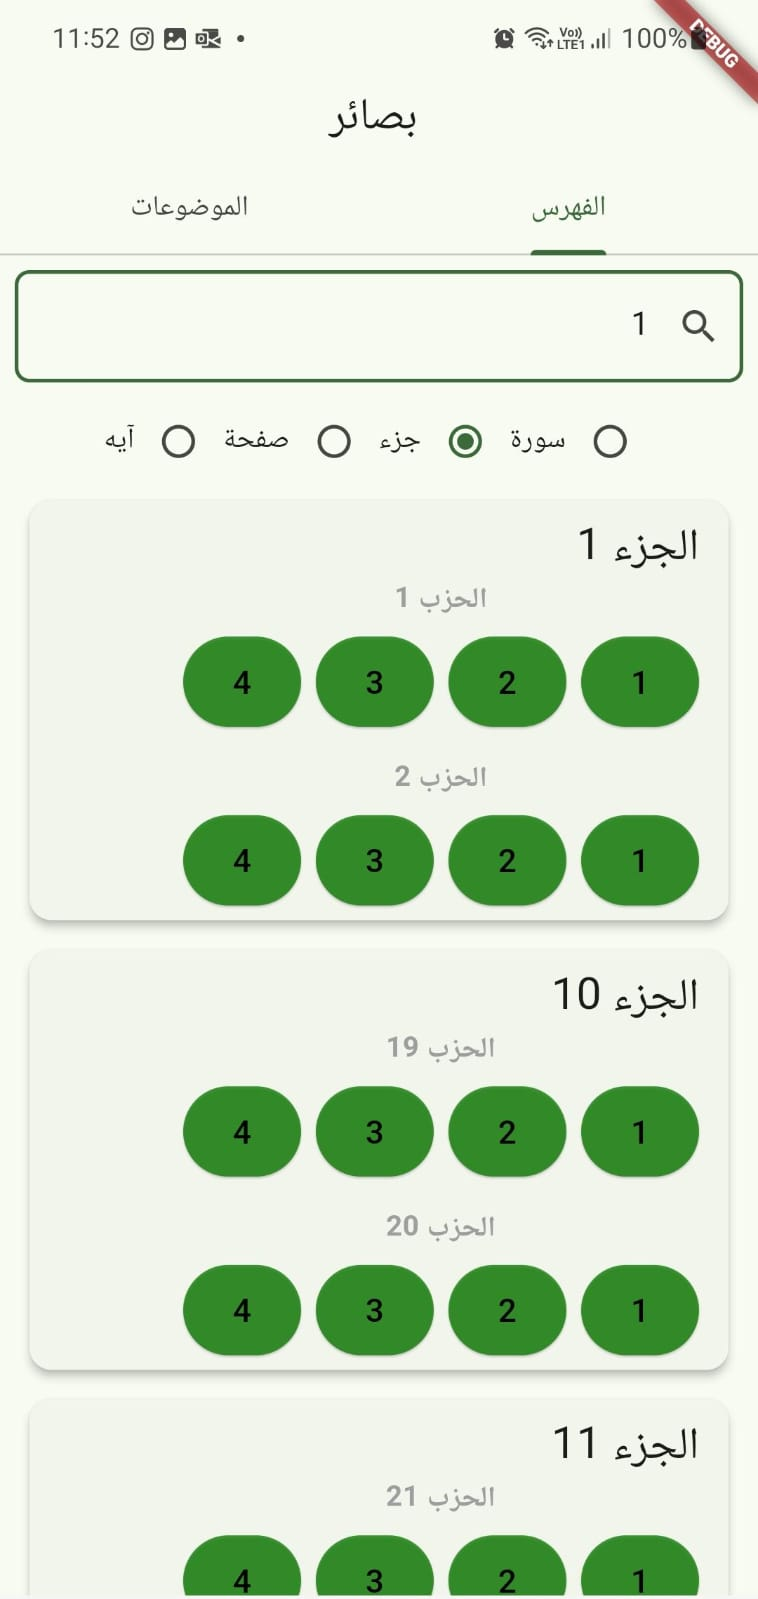 11:52
Vo))
LTE1
100%
DEBUG
بصائر
الفهرس
الموضوعات
1
سورة
جزء
صفحة
آيه
الجزء 1
الحزب 1
1 2 3 4
الحزب 2
1 2 3 4
الجزء 10
الحزب 19
1 2 3 4
الحزب 20
1 2 3 4
الجزء 11
الحزب 21
1 2 3 4